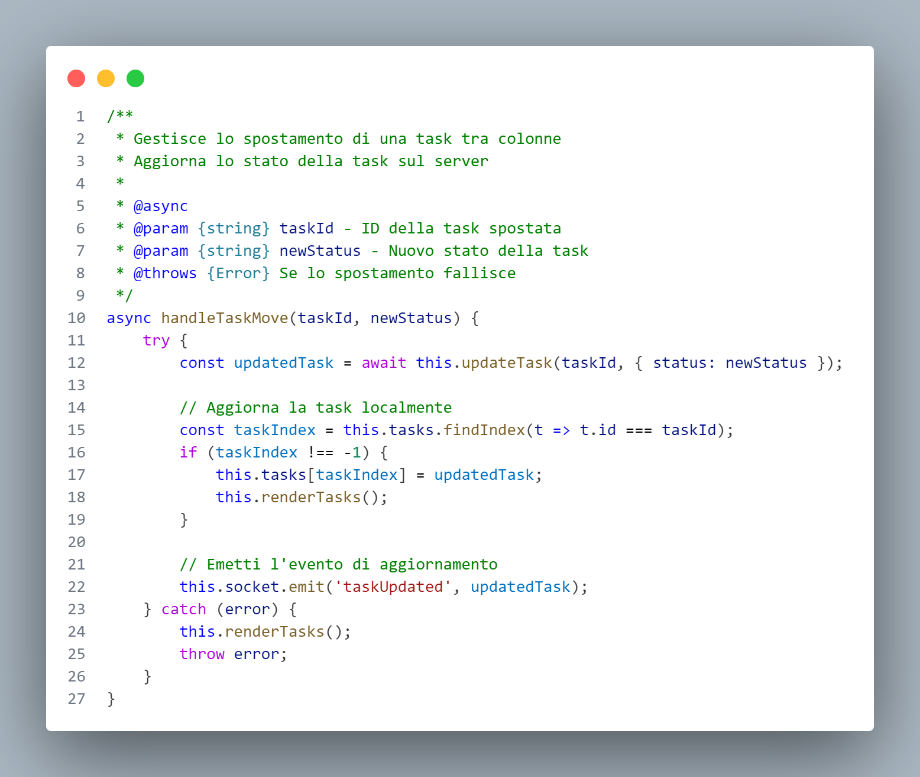 1 /**
2  * Gestisce lo spostamento di una task tra colonne
3  * Aggiorna lo stato della task sul server
4  *
5  * @async
6  * @param {string} taskId - ID della task spostata
7  * @param {string} newStatus - Nuovo stato della task
8  * @throws {Error} Se lo spostamento fallisce
9  */
10 async handleTaskMove(taskId, newStatus) {
11     try {
12         const updatedTask = await this.updateTask(taskId, { status: newStatus });
13
14         // Aggiorna la task localmente
15         const taskIndex = this.tasks.findIndex(t => t.id === taskId);
16         if (taskIndex !== -1) {
17             this.tasks[taskIndex] = updatedTask;
18             this.renderTasks();
19         }
20
21         // Emetti l'evento di aggiornamento
22         this.socket.emit('taskUpdated', updatedTask);
23     } catch (error) {
24         this.renderTasks();
25         throw error;
26     }
27 }